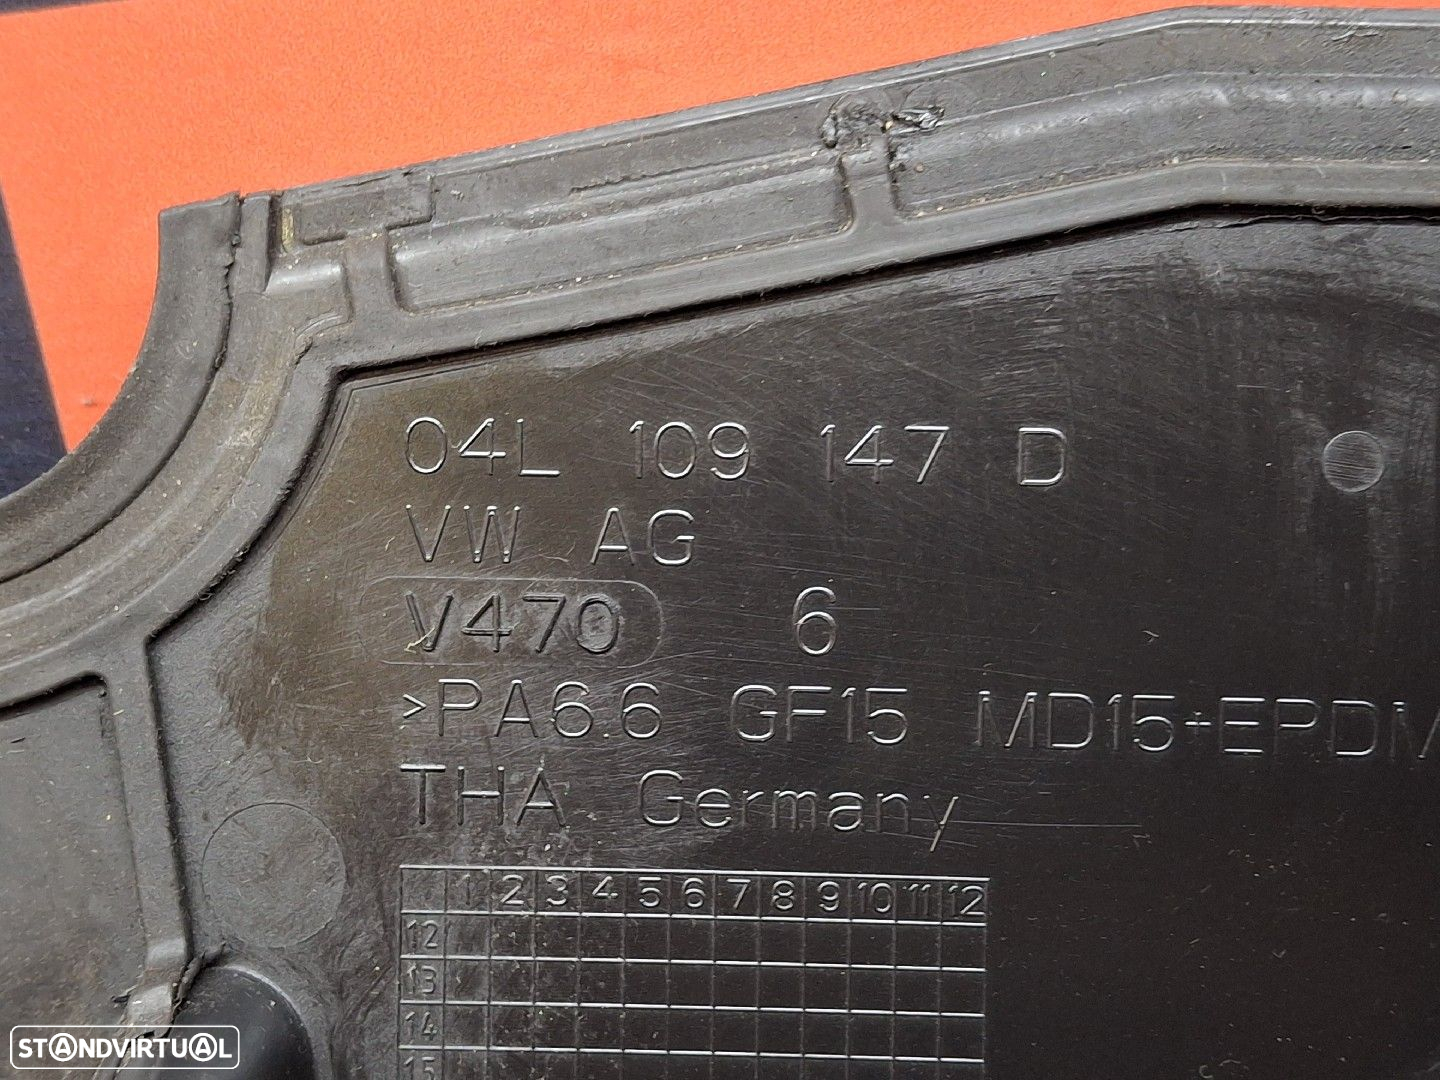 04L 109 147 D
VW AG
V470 6
>PA6.6 GF15 MD15+EPDM
THA Germany
1 2 3 4 5 6 7 8 9 10 11 12
12
13
14
15
STANDVIRTUAL